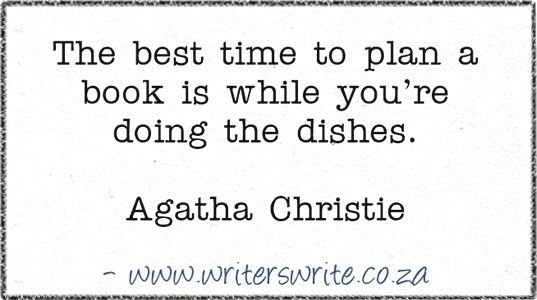 The best time to plan a
book is while you're
doing the dishes.
Agatha Christie
- www.writerswrite.co.za